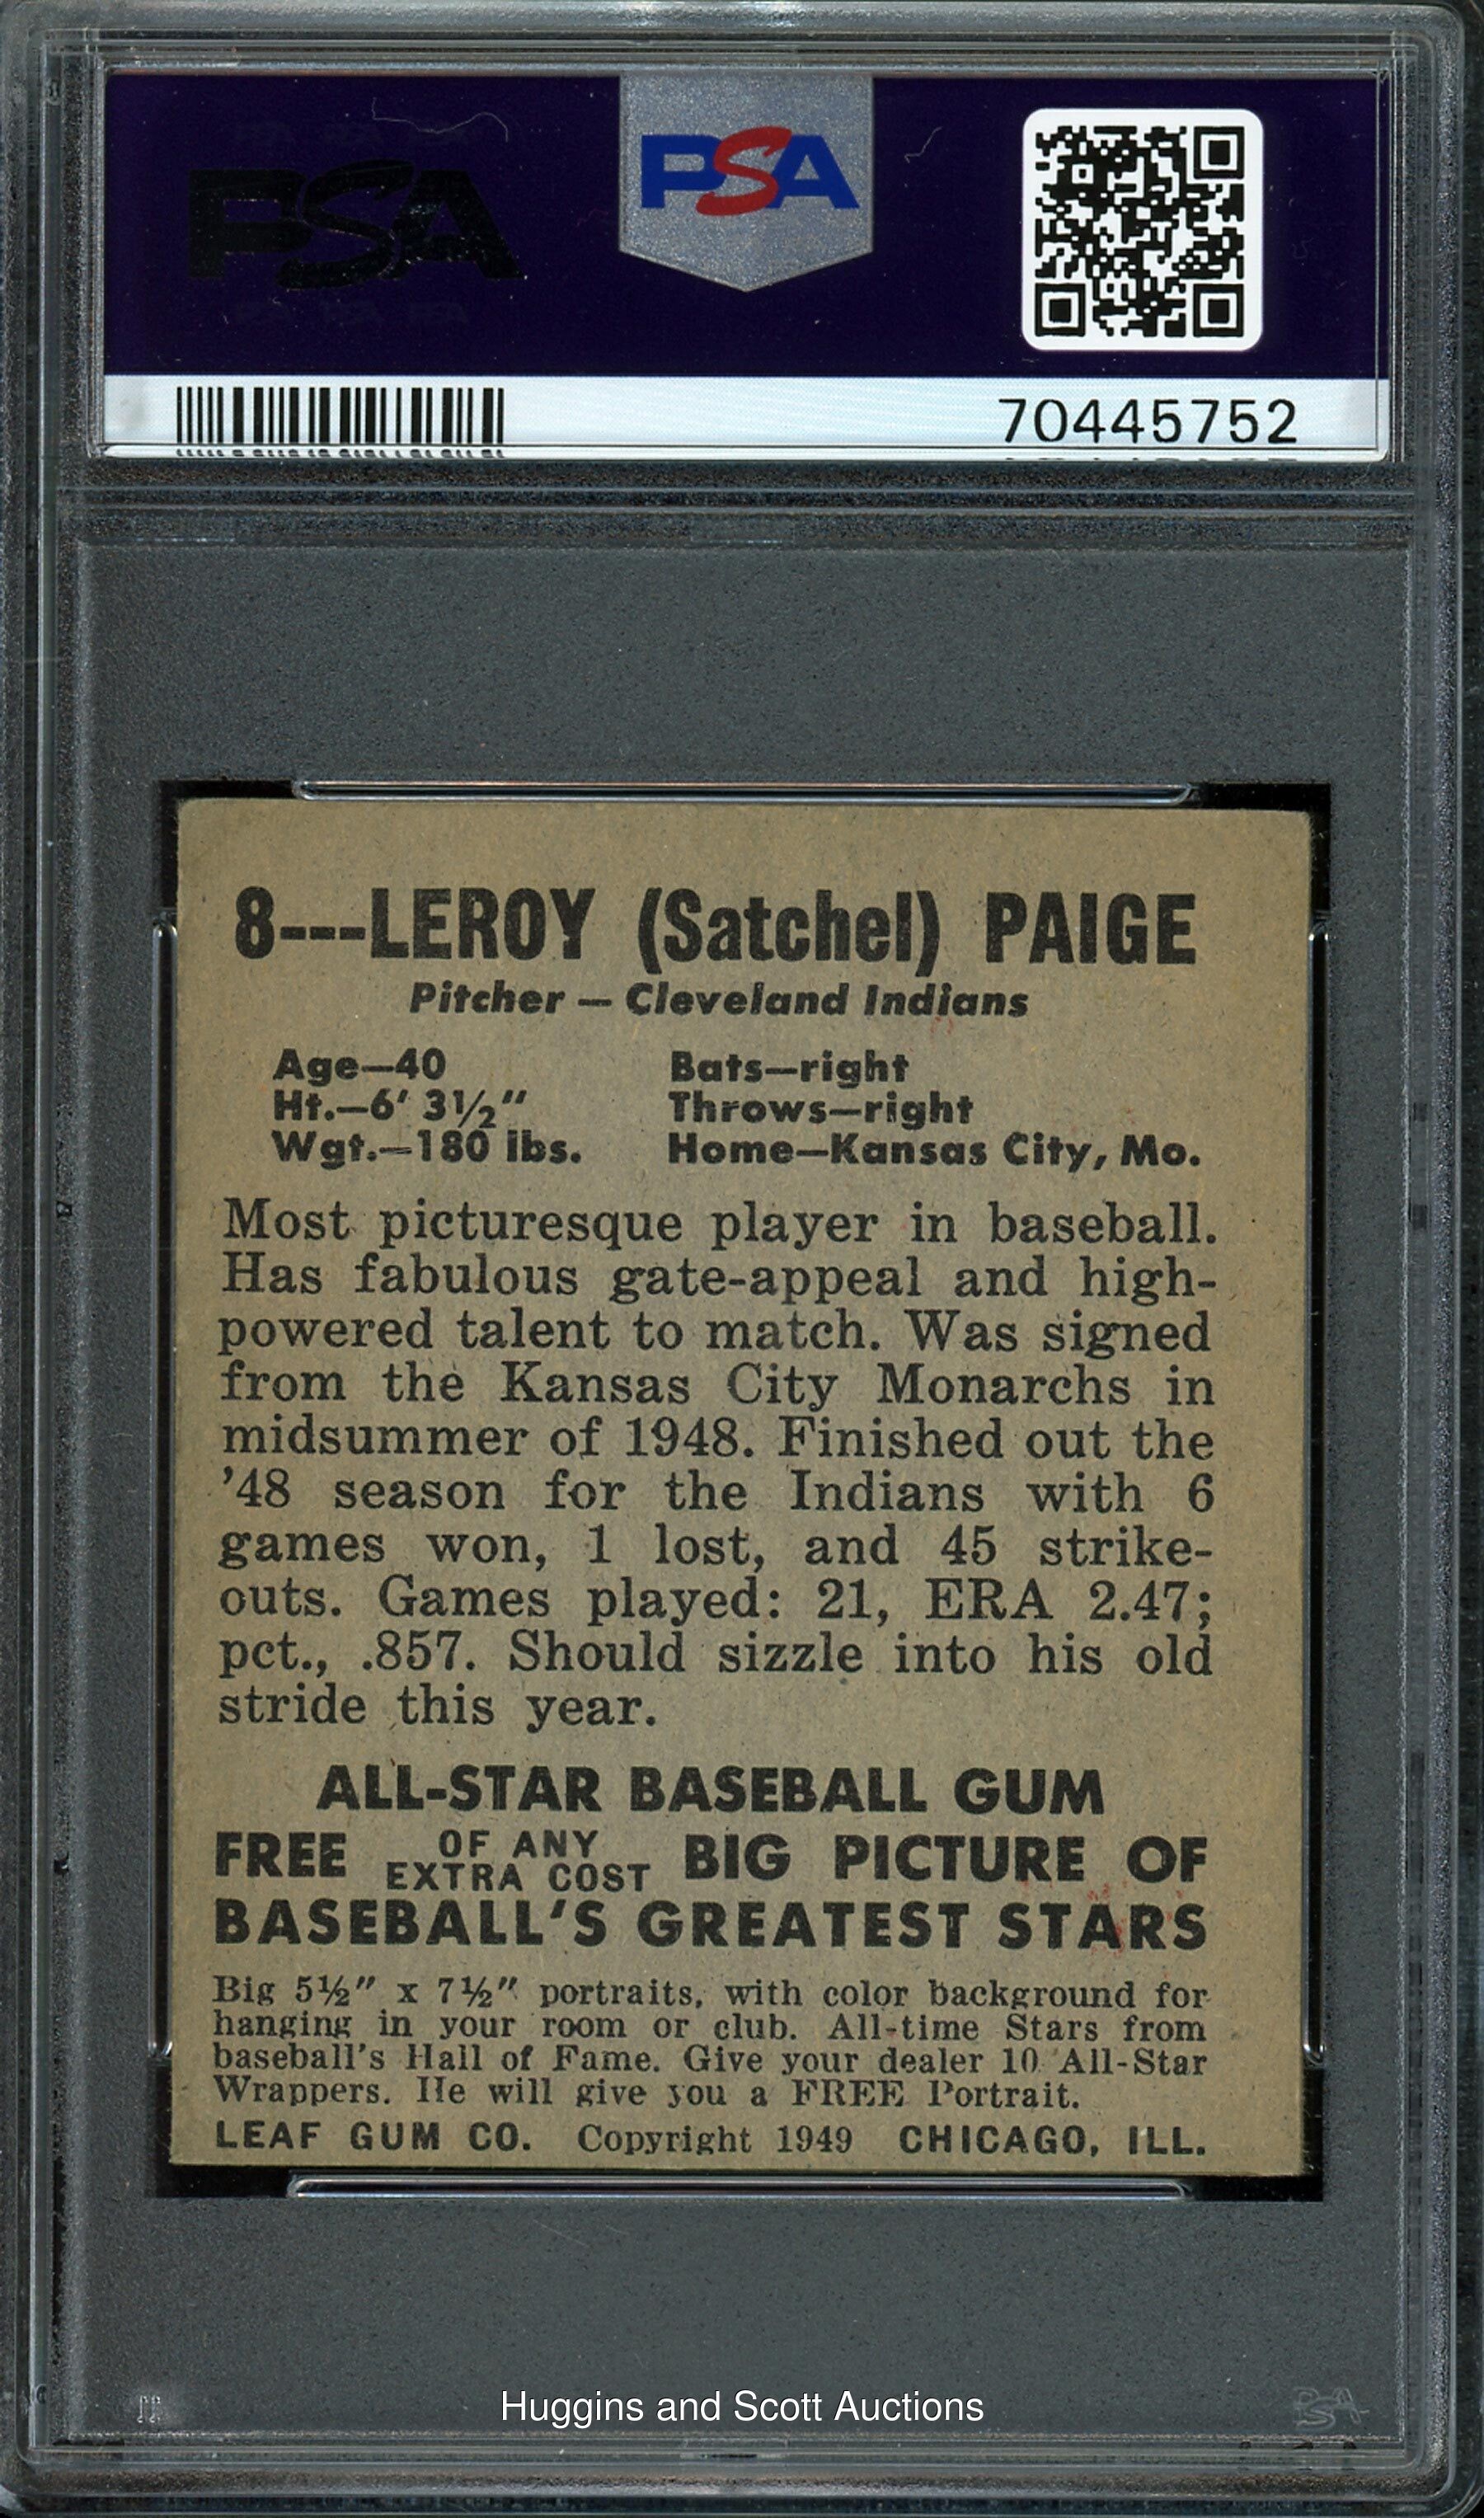 PSA
PSA
70445752
8---LEROY (Satchel) PAIGE
Pitcher — Cleveland Indians
Age—40 Bats—right
Ht.—6' 3½" Throws—right
Wgt.—180 lbs. Home—Kansas City, Mo.
Most picturesque player in baseball.
Has fabulous gate-appeal and high-
powered talent to match. Was signed
from the Kansas City Monarchs in
midsummer of 1948. Finished out the
'48 season for the Indians with 6
games won, 1 lost, and 45 strike-
outs. Games played: 21, ERA 2.47;
pct., .857. Should sizzle into his old
stride this year.
ALL-STAR BASEBALL GUM
FREE OF ANY EXTRA COST BIG PICTURE OF
BASEBALL'S GREATEST STARS
Big 5½" x 7½" portraits, with color background for
hanging in your room or club. All-time Stars from
baseball's Hall of Fame. Give your dealer 10 All-Star
Wrappers. He will give you a FREE Portrait.
LEAF GUM CO. Copyright 1949 CHICAGO, ILL.
Huggins and Scott Auctions
PSA